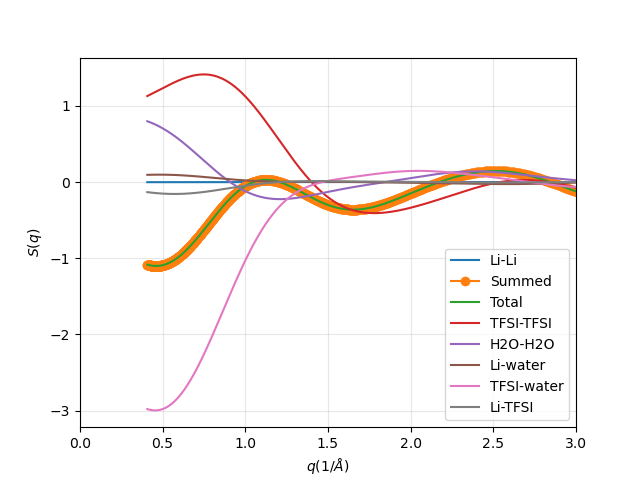 1
0
−1
−2
−3
S(q)
0.0 0.5 1.0 1.5 2.0 2.5 3.0
q(1/Å)
Li-Li
Summed
Total
TFSI-TFSI
H2O-H2O
Li-water
TFSI-water
Li-TFSI